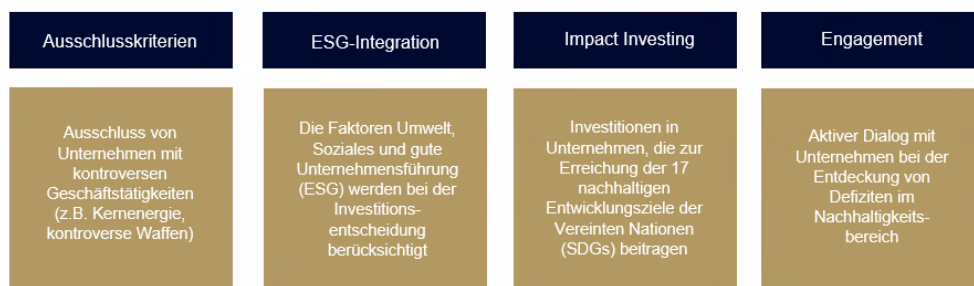 Ausschlusskriterien
ESG-Integration
Impact Investing
Engagement
Ausschluss von
Unternehmen mit
kontroversen
Geschäftstätigkeiten
(z.B. Kernenergie,
kontroverse Waffen)
Die Faktoren Umwelt,
Soziales und gute
Unternehmensführung
(ESG) werden bei der
Investitions-
entscheidung
berücksichtigt
Investitionen in
Unternehmen, die zur
Erreichung der 17
nachhaltigen
Entwicklungsziele der
Vereinten Nationen
(SDGs) beitragen
Aktiver Dialog mit
Unternehmen bei der
Entdeckung von
Defiziten im
Nachhaltigkeits-
bereich